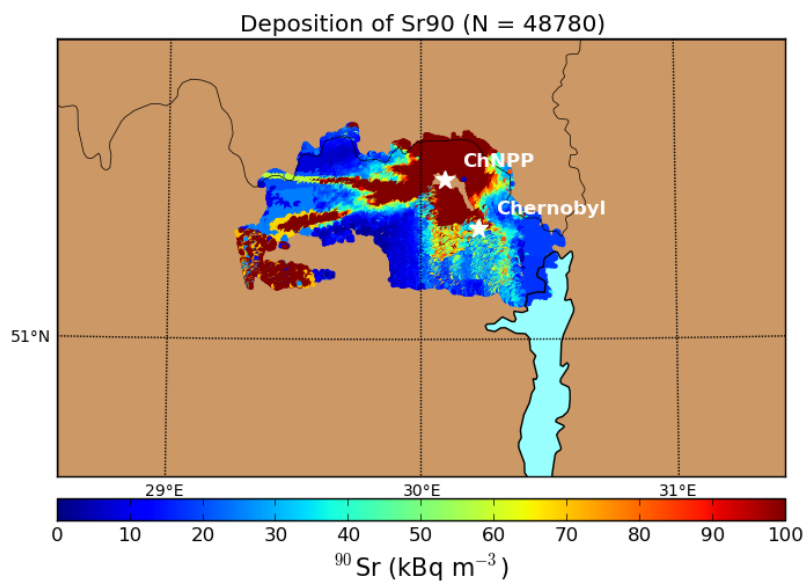 Deposition of Sr90 (N = 48780)
ChNPP
Chernobyl
51°N
29°E 30°E 31°E
0 10 20 30 40 50 60 70 80 90 100
⁹⁰Sr (kBq m⁻³)